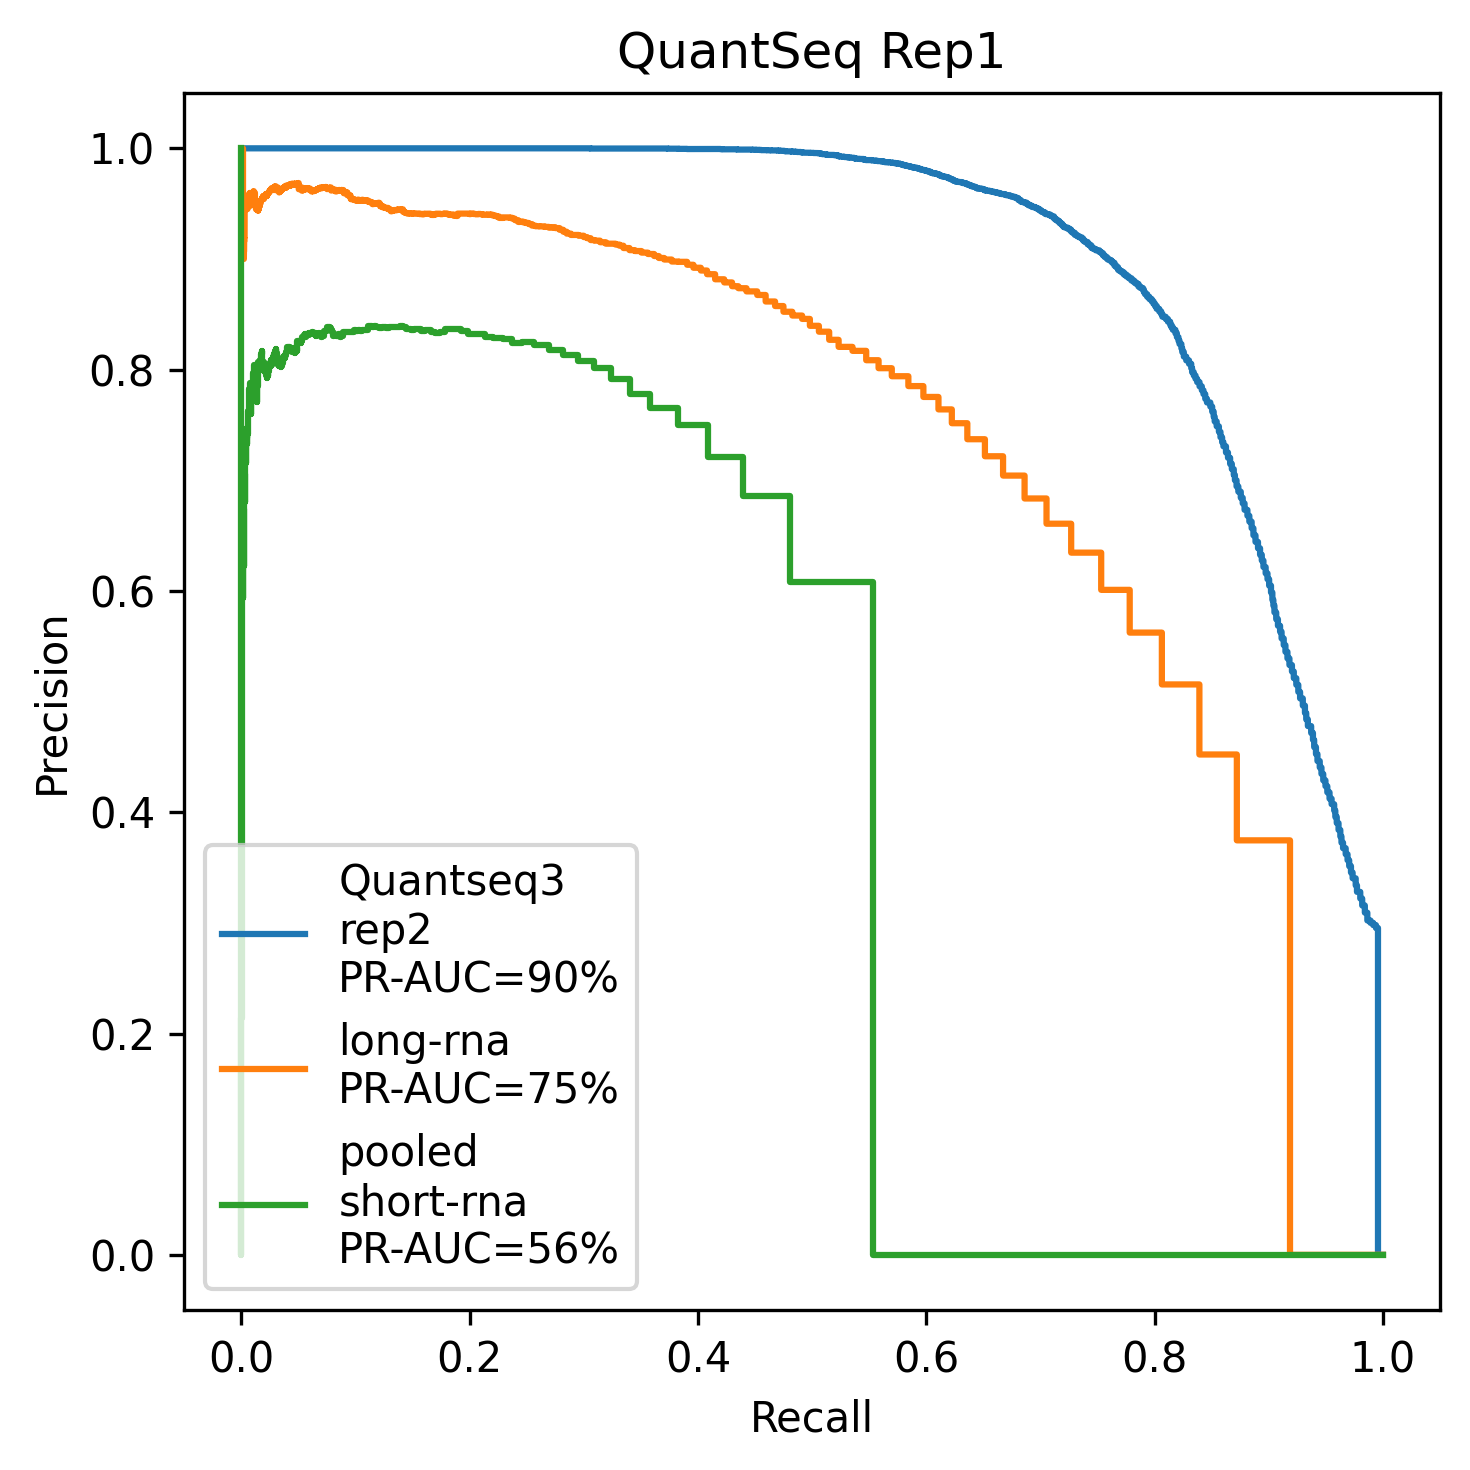 QuantSeq Rep1
Precision
1.0
0.8
0.6
0.4
0.2
0.0
Quantseq3
rep2
PR-AUC=90%
long-rna
PR-AUC=75%
pooled
short-rna
PR-AUC=56%
0.0
0.2
0.4
0.6
0.8
1.0
Recall